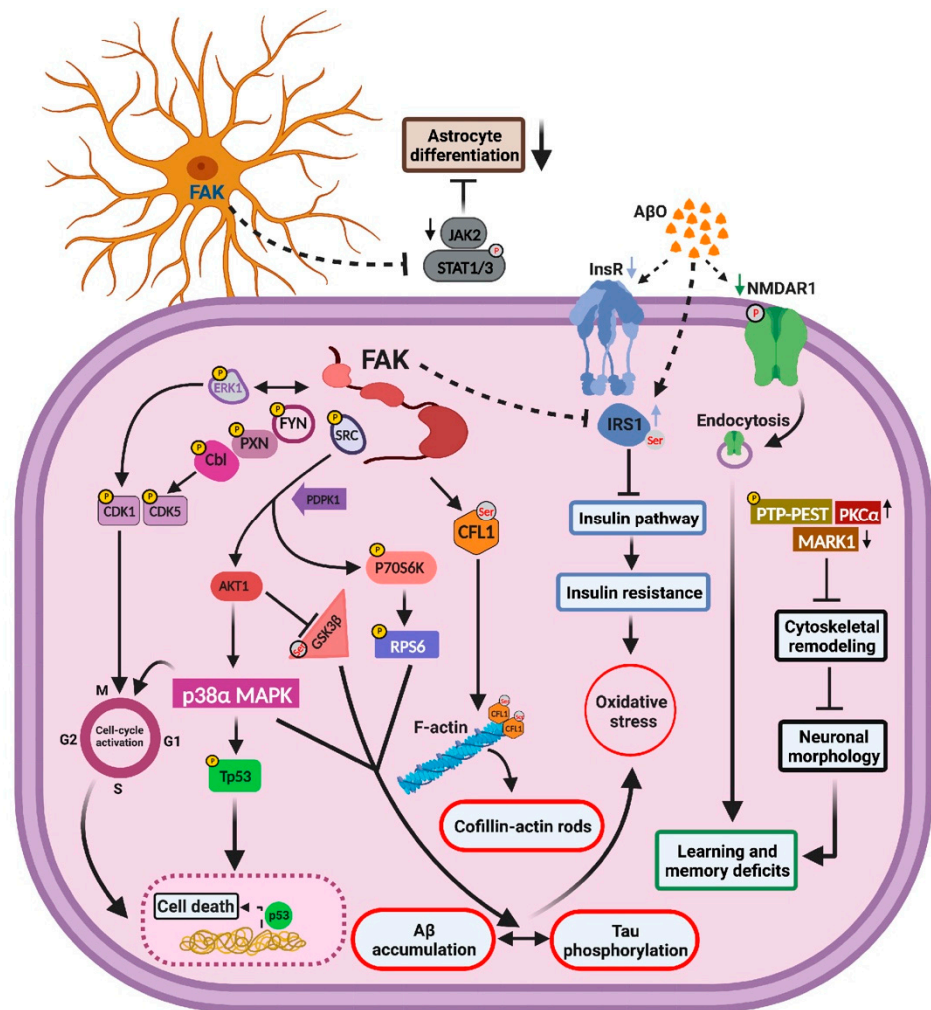 FAK
Astrocyte
differentiation
JAK2
P
STAT1/3
AβO
InsR
NMDAR1
P
FAK
P
ERK1
P
FYN
P
PXN
P
Cbl
P
SRC
P
CDK1
P
CDK5
PDPK1
Ser
CFL1
IRS1
Ser
Endocytosis
P
PTP-PEST
PKCα
MARK1
Insulin pathway
Insulin resistance
Cytoskeletal
remodeling
Neuronal
morphology
AKT1
Ser
GSK3β
P
P70S6K
P
RPS6
p38α MAPK
M
G2
Cell-cycle
activation
G1
S
P
Tp53
F-actin
Ser
CFL1
Ser
CFL1
Oxidative
stress
Cofillin-actin rods
Learning and
memory deficits
Cell death
p53
Aβ
accumulation
Tau
phosphorylation